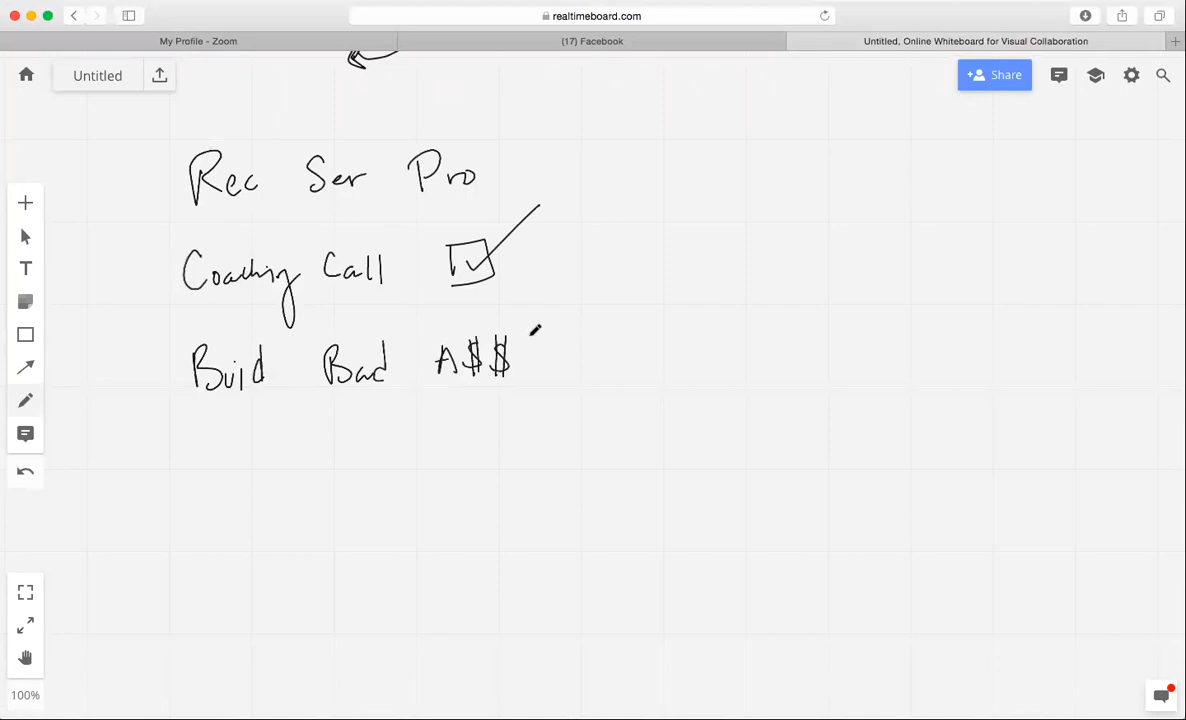 realtimeboard.com
My Profile - Zoom
(17) Facebook
Untitled, Online Whiteboard for Visual Collaboration
Untitled
Share
Rec Ser Pro
Coaching Call
Buid Bad A$$
T
100%